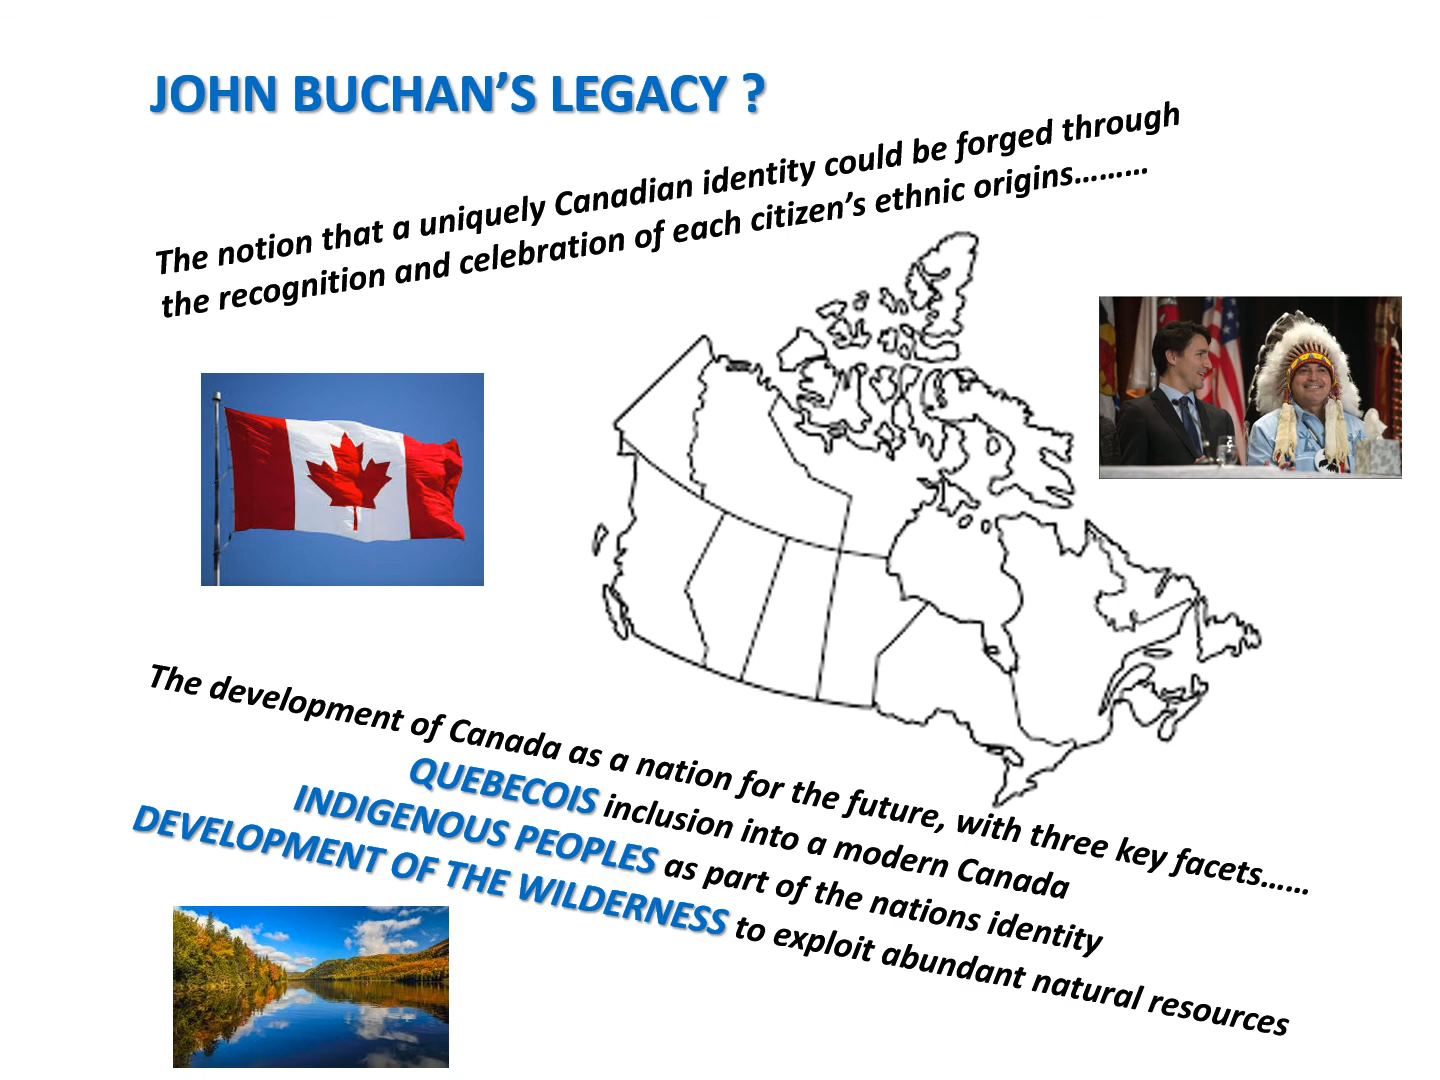 JOHN BUCHAN’S LEGACY ?
The notion that a uniquely Canadian identity could be forged through
the recognition and celebration of each citizen’s ethnic origins………
The development of Canada as a nation for the future, with three key facets……
QUEBECOIS inclusion into a modern Canada
INDIGENOUS PEOPLES as part of the nations identity
DEVELOPMENT OF THE WILDERNESS to exploit abundant natural resources